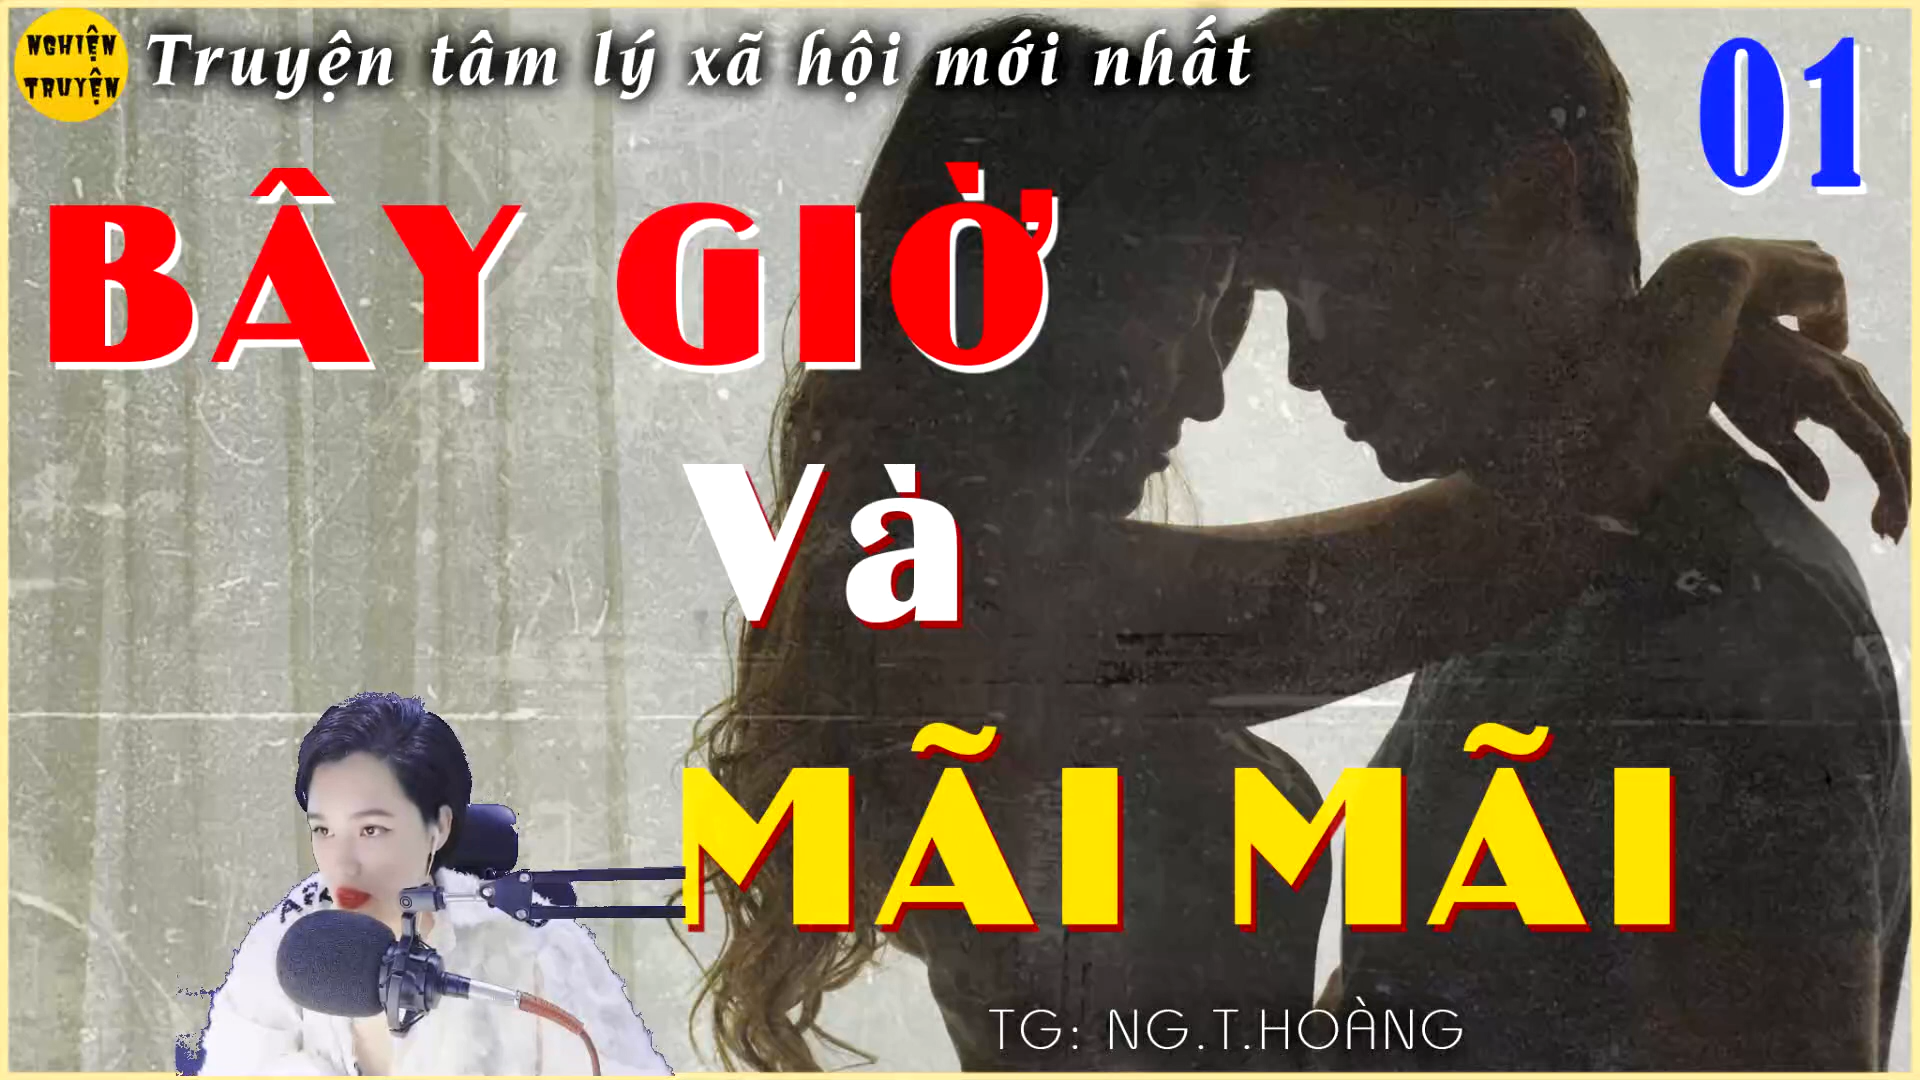 NGHIỆN
TRUYỆN
Truyện tâm lý xã hội mới nhất
01
BÂY GIỜ
Và
MÃI MÃI
TG: NG.T.HOÀNG